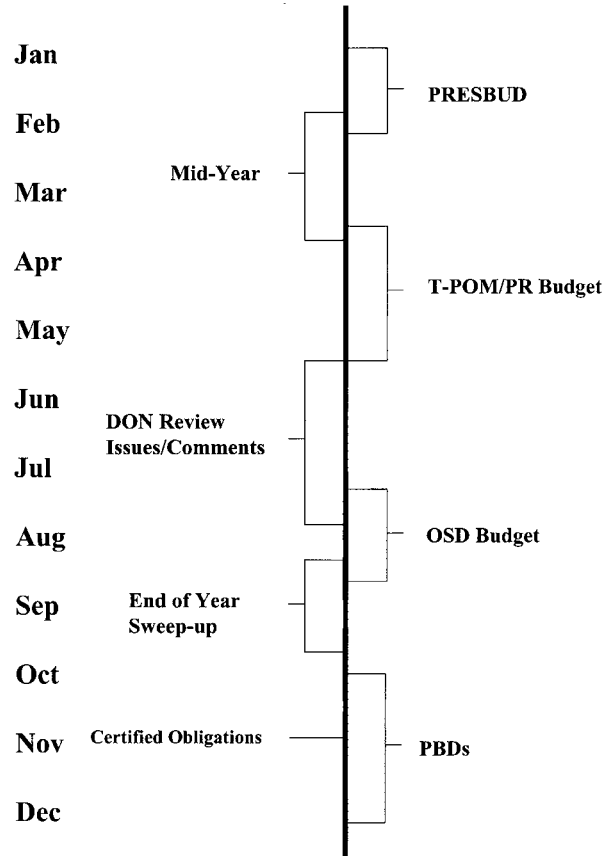 Jan
PRESBUD
Feb
Mid-Year
Mar
Apr
T-POM/PR Budget
May
Jun
DON Review
Issues/Comments
Jul
Aug
OSD Budget
Sep
End of Year
Sweep-up
Oct
Nov
Certified Obligations
PBDs
Dec